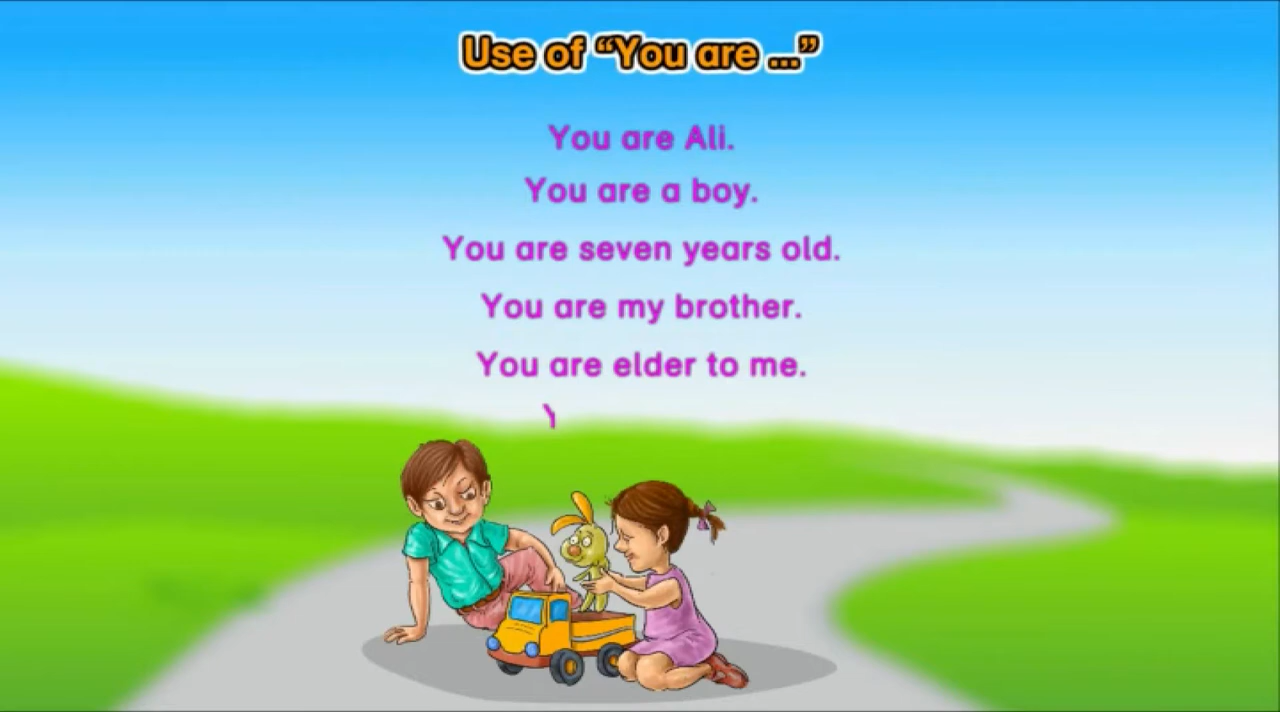 Use of “You are ...”
You are Ali.
You are a boy.
You are seven years old.
You are my brother.
You are elder to me.